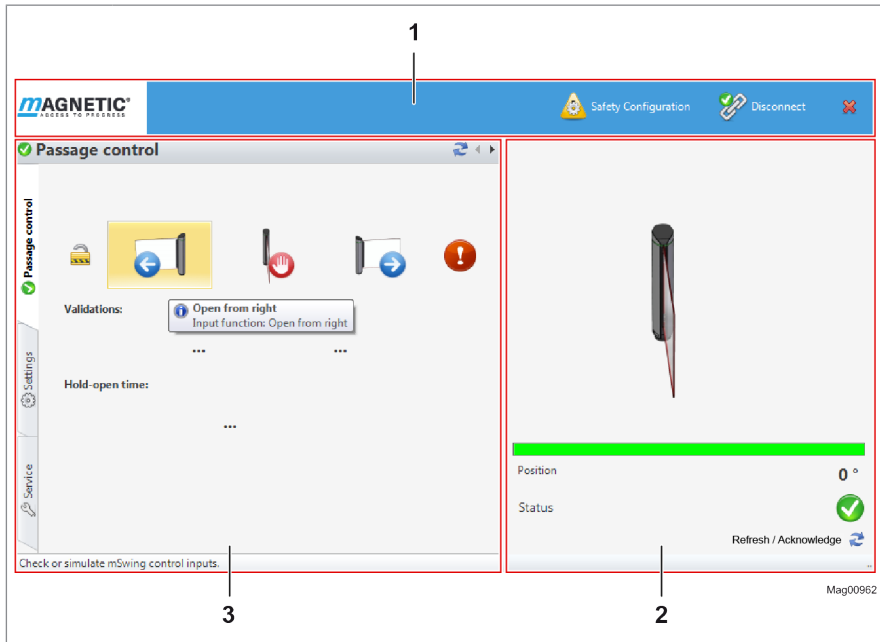 1
mAGNETIC®
ACCESS TO PROGRESS
Safety Configuration
Disconnect
Passage control
Passage control
Settings
Service
Validations:
Open from right
Input function: Open from right
... ...
Hold-open time:
...
Check or simulate mSwing control inputs.
Position 0 °
Status
Refresh / Acknowledge
..
Mag00962
3
2